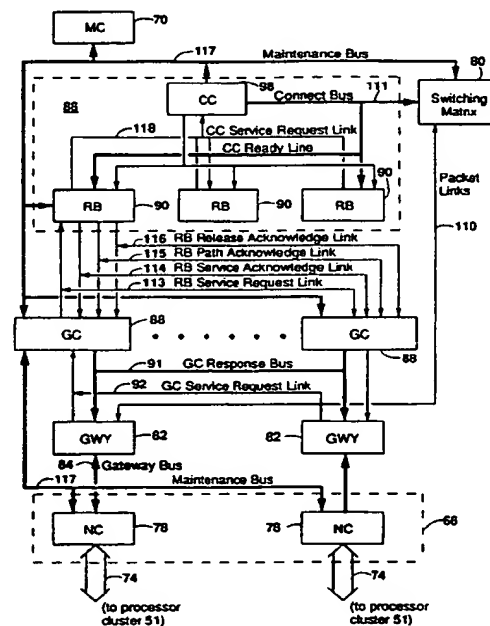 MC
70
117
Maintenance Bus
80
88
98
CC
Connect Bus
111
Switching
Matrix
118
CC Service Request Link
CC Ready Line
Packet
Links
110
RB
90
RB
90
RB
90
116 RB Release Acknowledge Link
115 RB Path Acknowledge Link
114 RB Service Acknowledge Link
113 RB Service Request Link
GC
88
GC
88
91
GC Response Bus
92
GC Service Request Link
GWY
82
82
GWY
84
Gateway Bus
117
Maintenance Bus
NC
78
78
NC
68
74
74
(to processor
cluster 51)
(to processor
cluster 51)